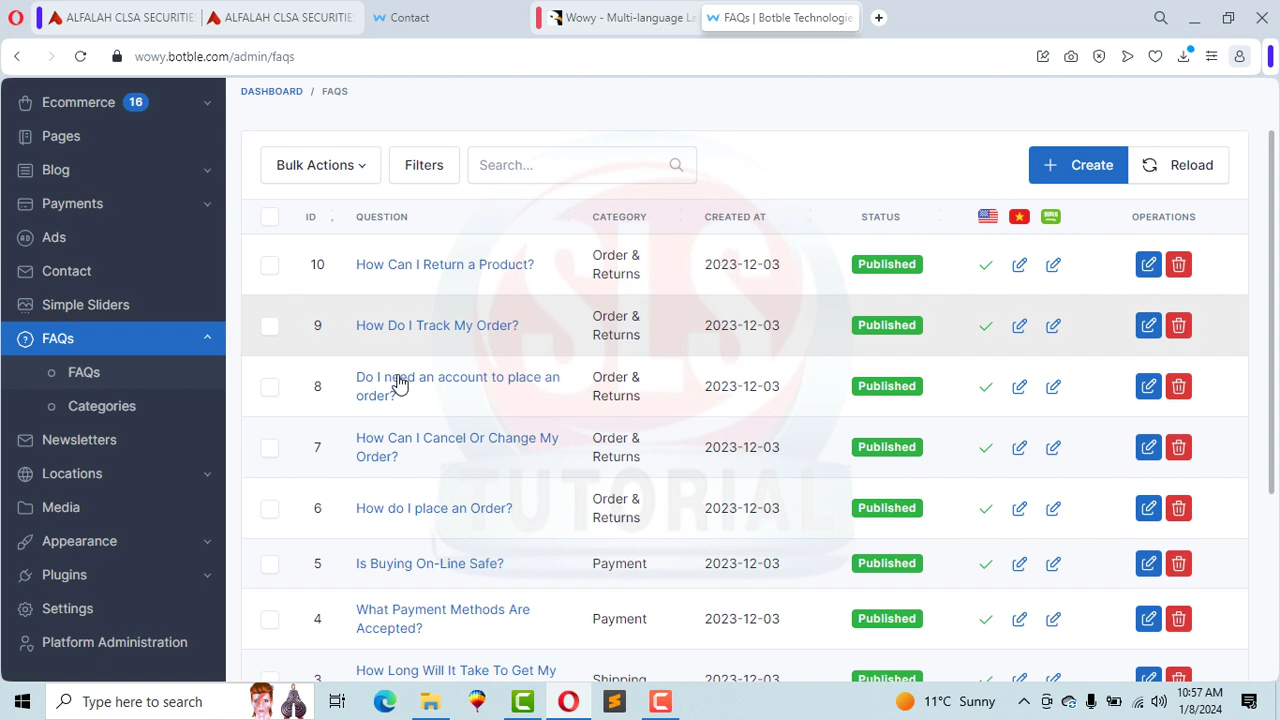 ALFALAH CLSA SECURITIES
ALFALAH CLSA SECURITIES
Contact
Wowy - Multi-language La
FAQs | Botble Technologie
wowy.botble.com/admin/faqs
Ecommerce 16
Pages
Blog
Payments
Ads
Contact
Simple Sliders
FAQs
FAQs
Categories
Newsletters
Locations
Media
Appearance
Plugins
Settings
Platform Administration
DASHBOARD / FAQS
Bulk Actions
Filters
Search...
Create
Reload
ID QUESTION CATEGORY CREATED AT STATUS OPERATIONS
10 How Can I Return a Product? Order & Returns 2023-12-03 Published
9 How Do I Track My Order? Order & Returns 2023-12-03 Published
8 Do I need an account to place an order? Order & Returns 2023-12-03 Published
7 How Can I Cancel Or Change My Order? Order & Returns 2023-12-03 Published
6 How do I place an Order? Order & Returns 2023-12-03 Published
5 Is Buying On-Line Safe? Payment 2023-12-03 Published
4 What Payment Methods Are Accepted? Payment 2023-12-03 Published
3 How Long Will It Take To Get My Shipping 2023-12-03 Published
SLS
TUTORIAL
Type here to search
11°C Sunny
10:57 AM
1/8/2024